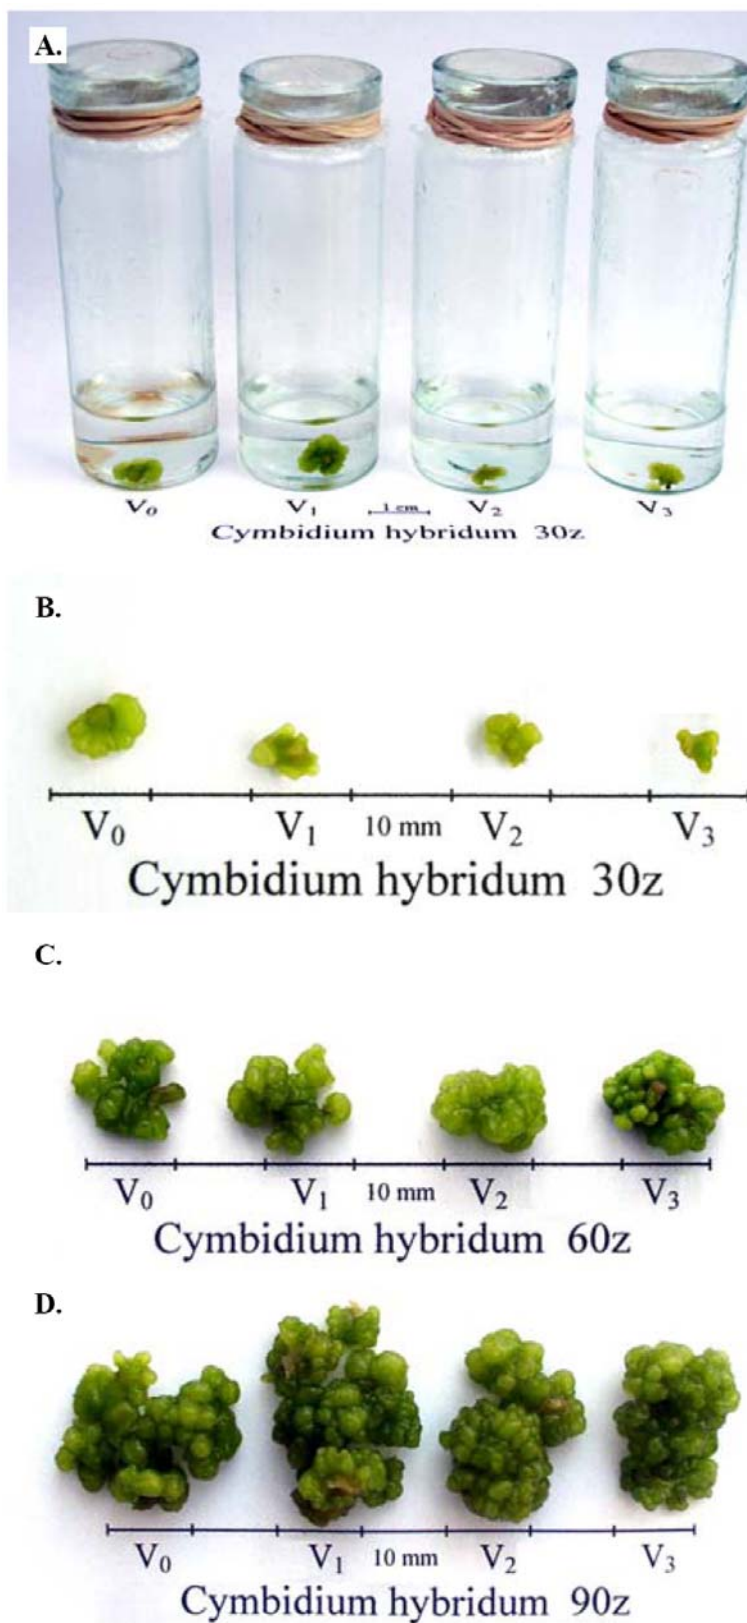 A.
V₀ V₁ 1 cm V₂ V₃
Cymbidium hybridum 30z
B.
V₀ V₁ 10 mm V₂ V₃
Cymbidium hybridum 30z
C.
V₀ V₁ 10 mm V₂ V₃
Cymbidium hybridum 60z
D.
V₀ V₁ 10 mm V₂ V₃
Cymbidium hybridum 90z